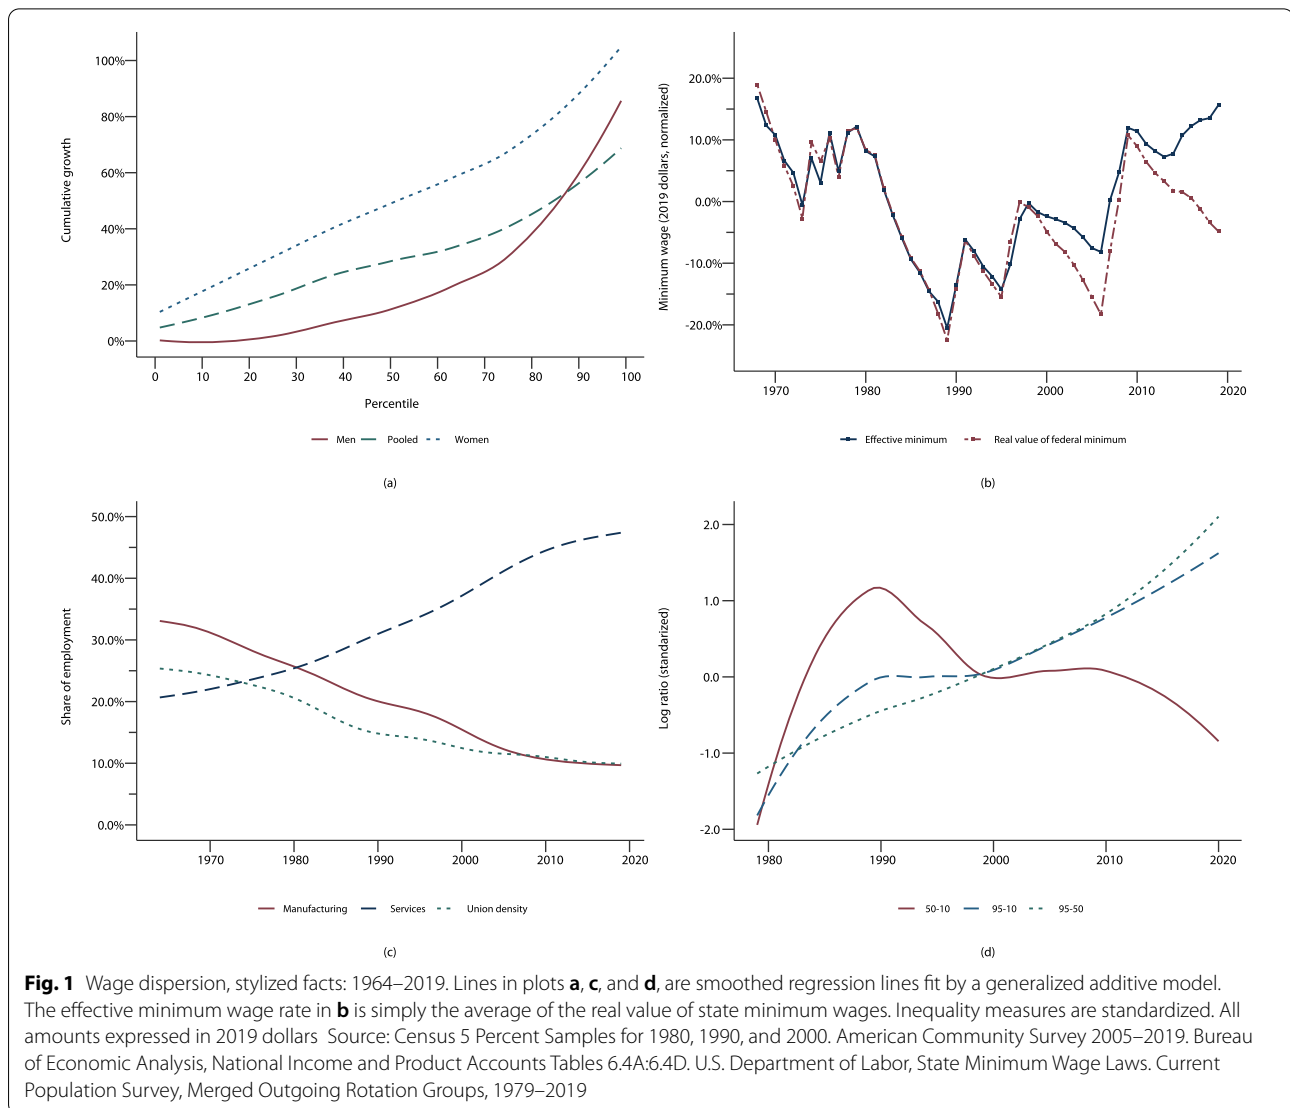 100%
80%
60%
40%
20%
0%
Cumulative growth
0 10 20 30 40 50 60 70 80 90 100
Percentile
Men Pooled Women
(a)
20.0%
10.0%
0.0%
-10.0%
-20.0%
Minimum wage (2019 dollars, normalized)
1970 1980 1990 2000 2010 2020
Effective minimum Real value of federal minimum
(b)
50.0%
40.0%
30.0%
20.0%
10.0%
0.0%
Share of employment
1970 1980 1990 2000 2010 2020
Manufacturing Services Union density
(c)
2.0
1.0
0.0
-1.0
-2.0
Log ratio (standarized)
1980 1990 2000 2010 2020
50-10 95-10 95-50
(d)
Fig. 1 Wage dispersion, stylized facts: 1964–2019. Lines in plots a, c, and d, are smoothed regression lines fit by a generalized additive model.
The effective minimum wage rate in b is simply the average of the real value of state minimum wages. Inequality measures are standardized. All
amounts expressed in 2019 dollars Source: Census 5 Percent Samples for 1980, 1990, and 2000. American Community Survey 2005–2019. Bureau
of Economic Analysis, National Income and Product Accounts Tables 6.4A:6.4D. U.S. Department of Labor, State Minimum Wage Laws. Current
Population Survey, Merged Outgoing Rotation Groups, 1979–2019